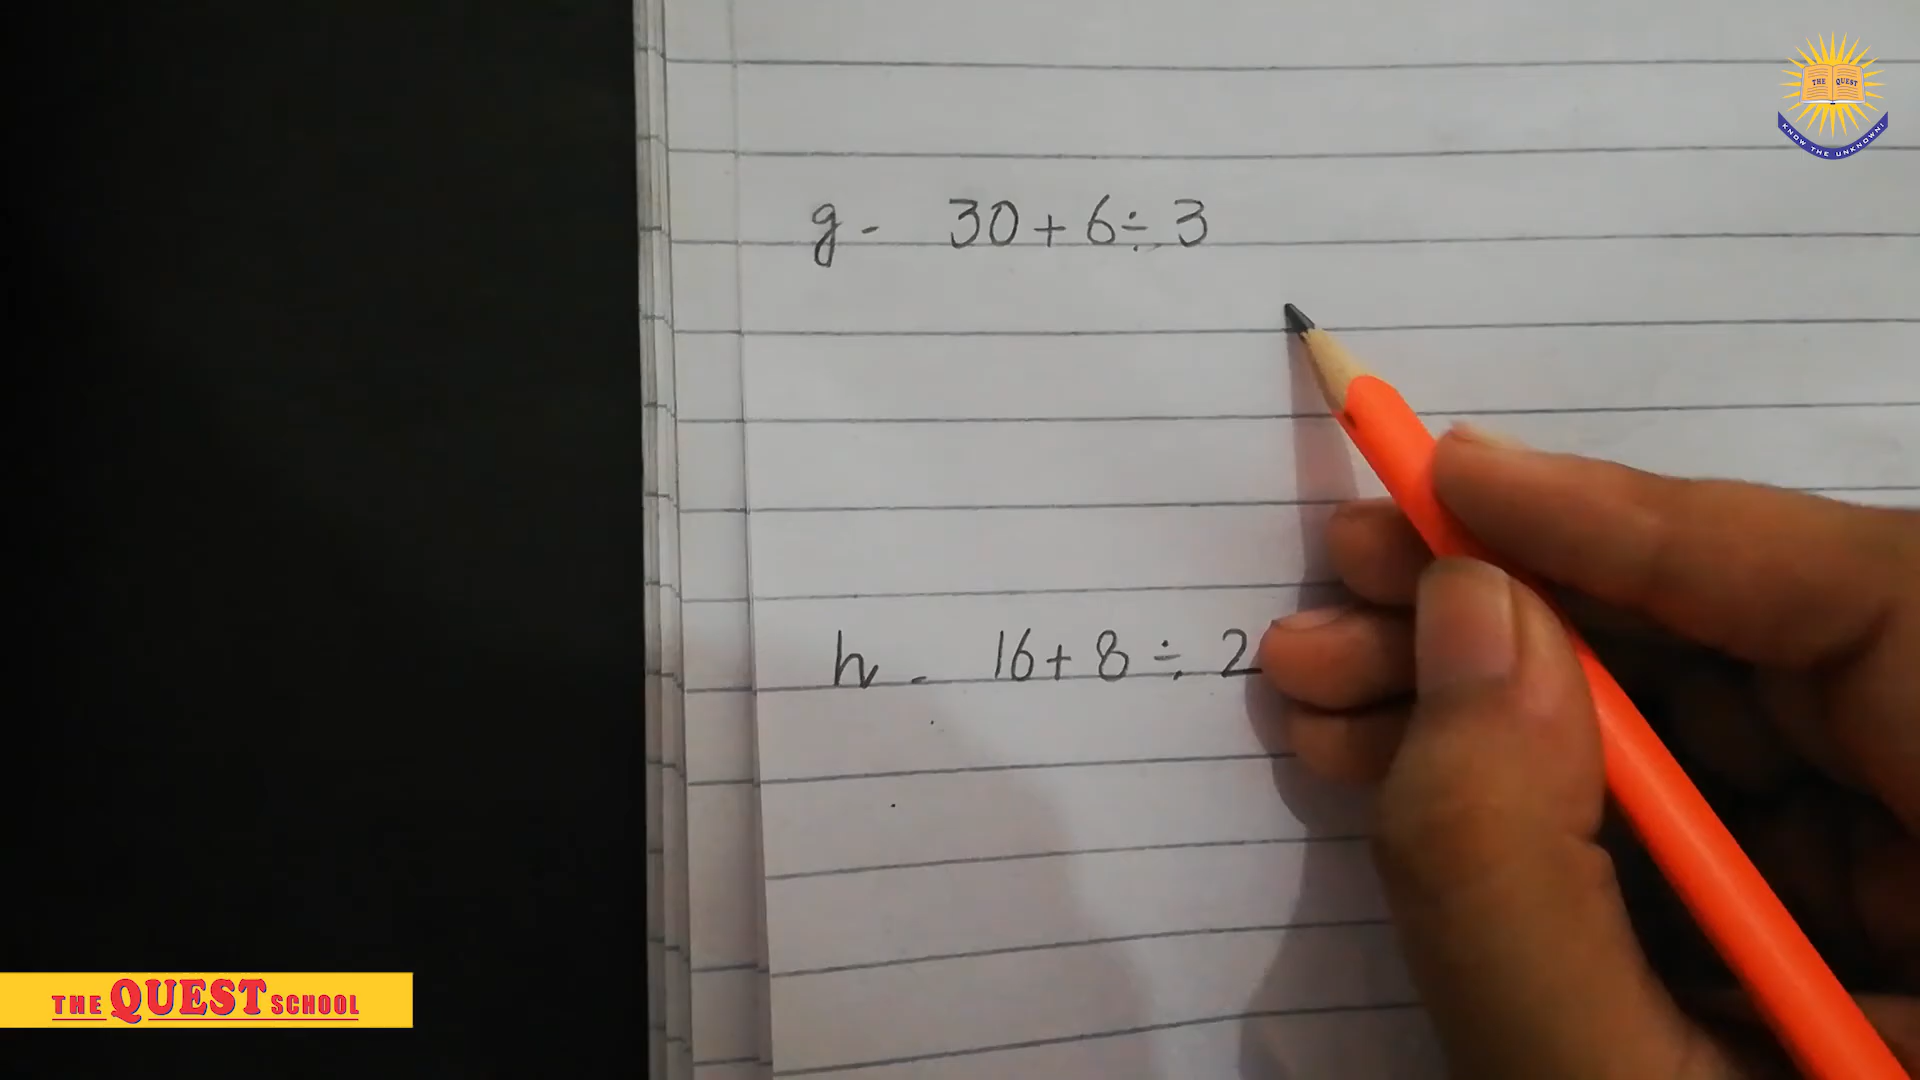 THE QUEST
KNOW THE UNKNOWN!
g - 30 + 6 ÷ 3
h - 16 + 8 ÷ 2
THE QUEST SCHOOL